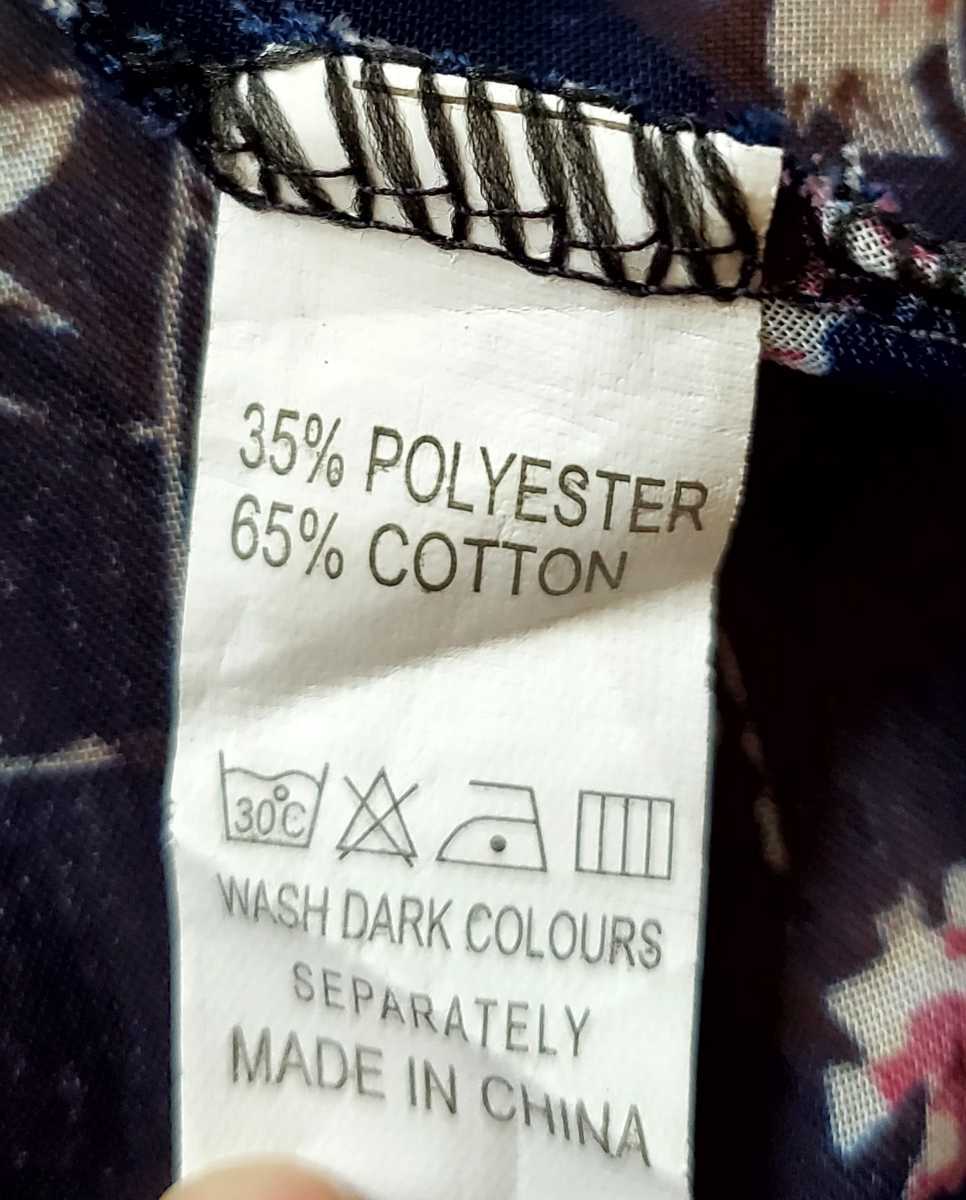 35% POLYESTER
65% COTTON
30°C
WASH DARK COLOURS
SEPARATELY
MADE IN CHINA